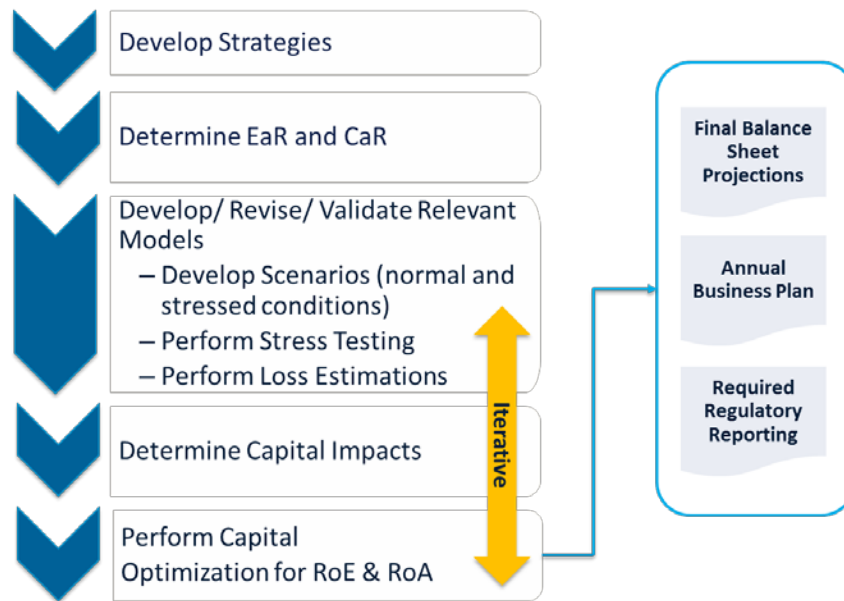 Develop Strategies
Determine EaR and CaR
Develop/ Revise/ Validate Relevant
Models
– Develop Scenarios (normal and
stressed conditions)
– Perform Stress Testing
– Perform Loss Estimations
Determine Capital Impacts
Perform Capital
Optimization for RoE & RoA
Iterative
Final Balance
Sheet
Projections
Annual
Business Plan
Required
Regulatory
Reporting